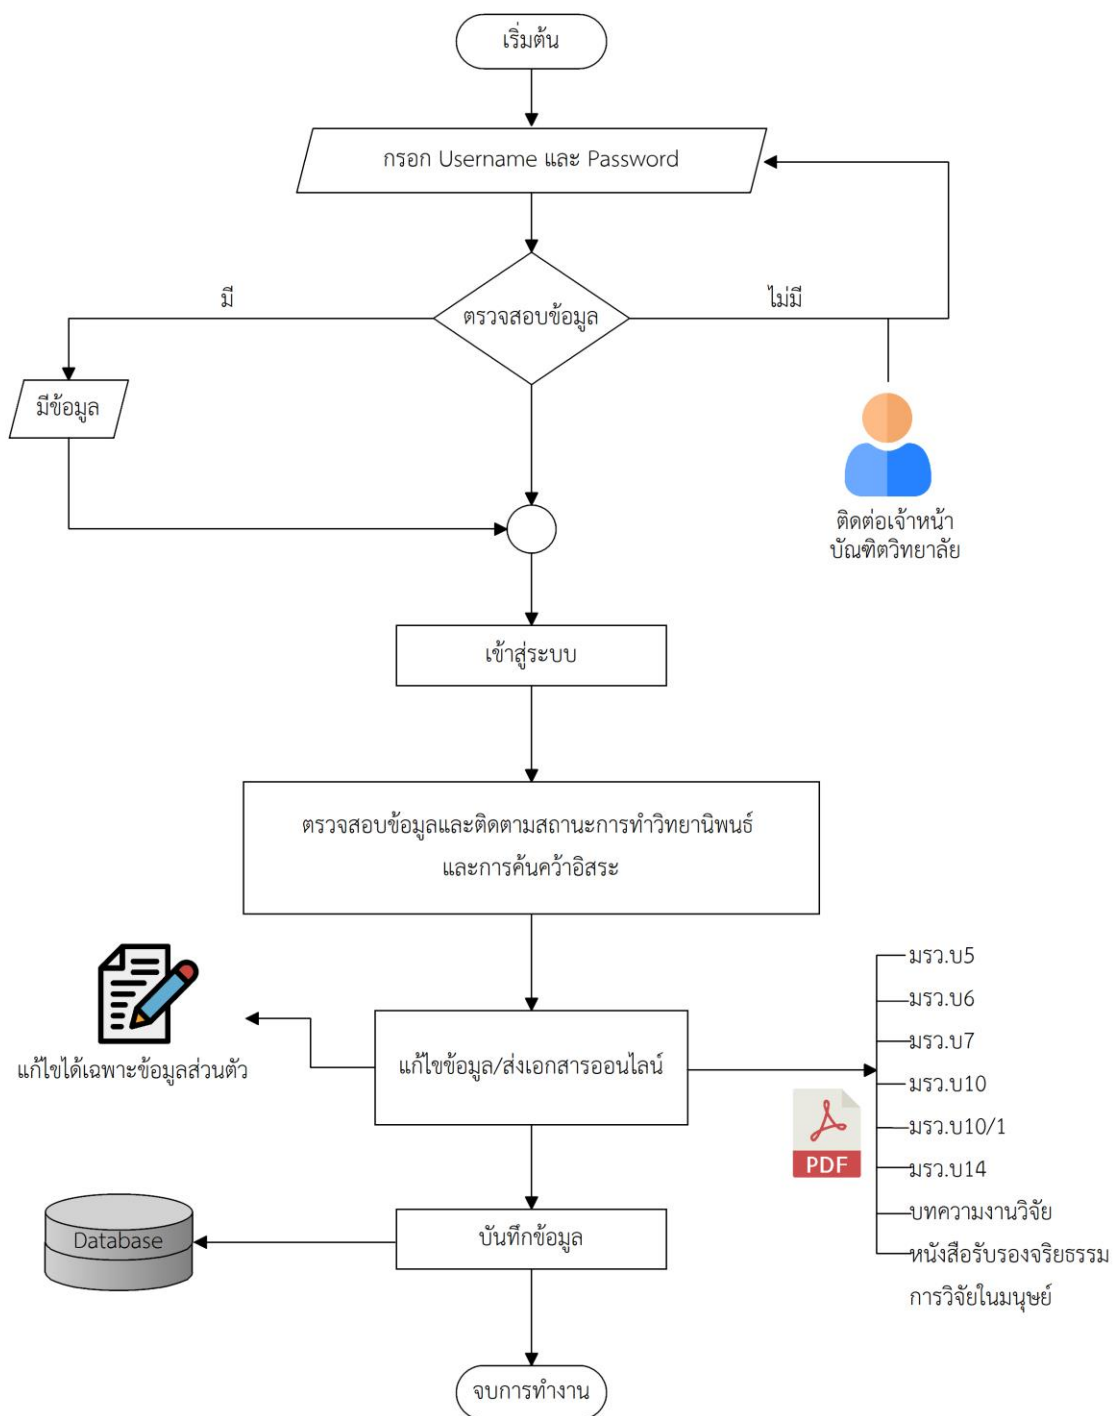 เริ่มต้น
กรอก Username และ Password
มี
ตรวจสอบข้อมูล
ไม่มี
มีข้อมูล
ติดต่อเจ้าหน้า
บัณฑิตวิทยาลัย
เข้าสู่ระบบ
ตรวจสอบข้อมูลและติดตามสถานะการทำวิทยานิพนธ์
และการค้นคว้าอิสระ
แก้ไขได้เฉพาะข้อมูลส่วนตัว
แก้ไขข้อมูล/ส่งเอกสารออนไลน์
มรว.บ5
มรว.บ6
มรว.บ7
มรว.บ10
มรว.บ10/1
มรว.บ14
บทความงานวิจัย
หนังสือรับรองจริยธรรม
การวิจัยในมนุษย์
PDF
Database
บันทึกข้อมูล
จบการทำงาน